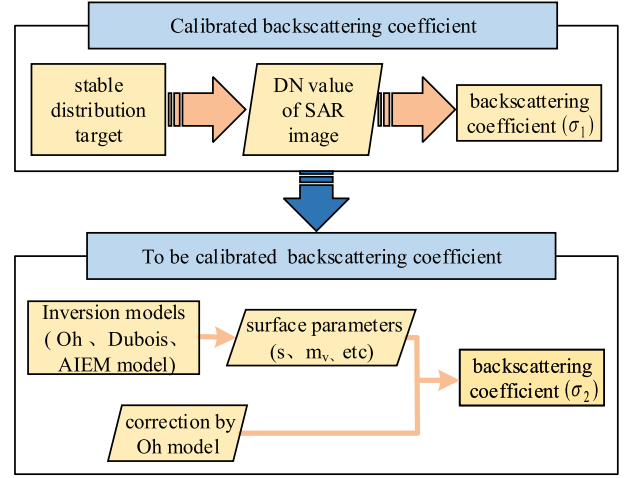 Calibrated backscattering coefficient
stable
distribution
target
DN value
of SAR
image
backscattering
coefficient (σ₁)
To be calibrated backscattering coefficient
Inversion models
( Oh 、Dubois、
AIEM model)
surface parameters
(s、mᵥ、etc)
backscattering
coefficient (σ₂)
correction by
Oh model